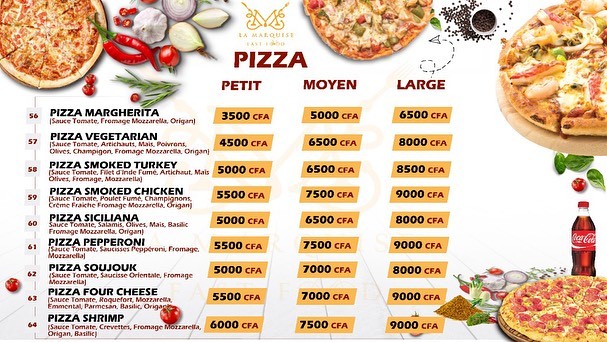 LA MARQUISE
FAST FOOD
PIZZA
PETIT MOYEN LARGE
56 PIZZA MARGHERITA 3500 CFA 5000 CFA 6500 CFA
(Sauce Tomate, Fromage Mozzarella, Origan)
57 PIZZA VEGETARIAN 4500 CFA 6500 CFA 8000 CFA
(Sauce Tomate, Artichauts, Mais, Poivrons,
Olives, Champigon, Fromage Mozzarella, Origan)
58 PIZZA SMOKED TURKEY 5000 CFA 6500 CFA 8500 CFA
(Sauce Tomate, Filet d'Inde Fumé, Artichaut, Mais
Olives, Fromage, Mozzarella)
59 PIZZA SMOKED CHICKEN 5500 CFA 7500 CFA 9000 CFA
(Sauce Tomate, Poulet Fumé, Champignons,
Crème Fraiche Fromage Mozzarella, Origan)
60 PIZZA SICILIANA 5000 CFA 6500 CFA 8000 CFA
Sauce Tomate, Salamis, Olives, Mais, Basilic
Fromage Mozzarella, Origan)
61 PIZZA PEPPERONI 5500 CFA 7500 CFA 9000 CFA
(Sauce Tomate, Saucisses Peppéroni, Fromage,
Mozzarella)
62 PIZZA SOUJOUK 5000 CFA 7000 CFA 8000 CFA
(Sauce Tomate, Saucisse Orientale, Fromage
Mozzarella)
63 PIZZA FOUR CHEESE 5500 CFA 7000 CFA 9000 CFA
(Sauce Tomate, Roquefort, Mozzarella,
Emmental, Parmesan, Basilic, Origan)
64 PIZZA SHRIMP 6000 CFA 7500 CFA 9000 CFA
(Sauce Tomate, Crevettes, Fromage Mozzarella,
Origan, Basilic)
Coca-Cola